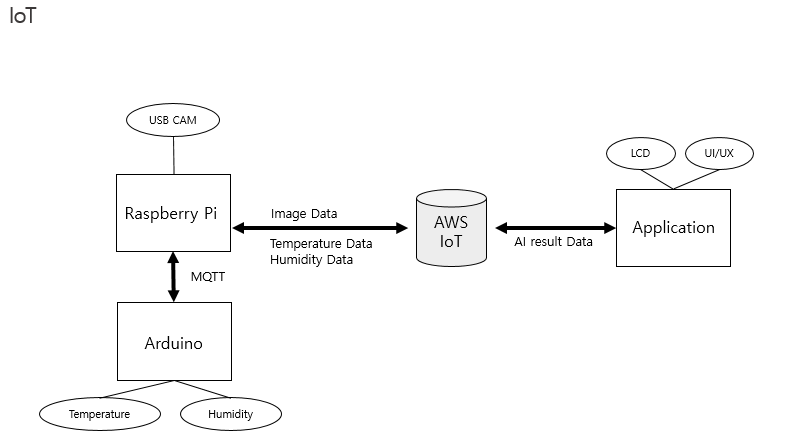 IoT
USB CAM
LCD
UI/UX
Raspberry Pi
Image Data
Temperature Data
Humidity Data
AWS
IoT
AI result Data
Application
MQTT
Arduino
Temperature
Humidity